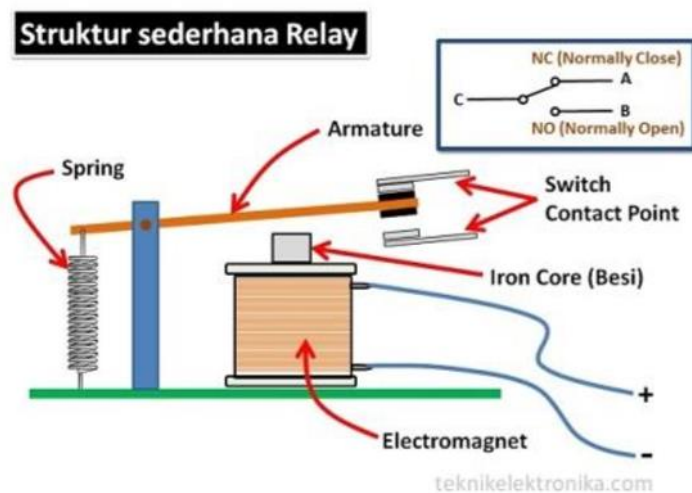 Struktur sederhana Relay
NC (Normally Close)
A
C
B
NO (Normally Open)
Armature
Spring
Switch
Contact Point
Iron Core (Besi)
+
Electromagnet
-
teknikelektronika.com